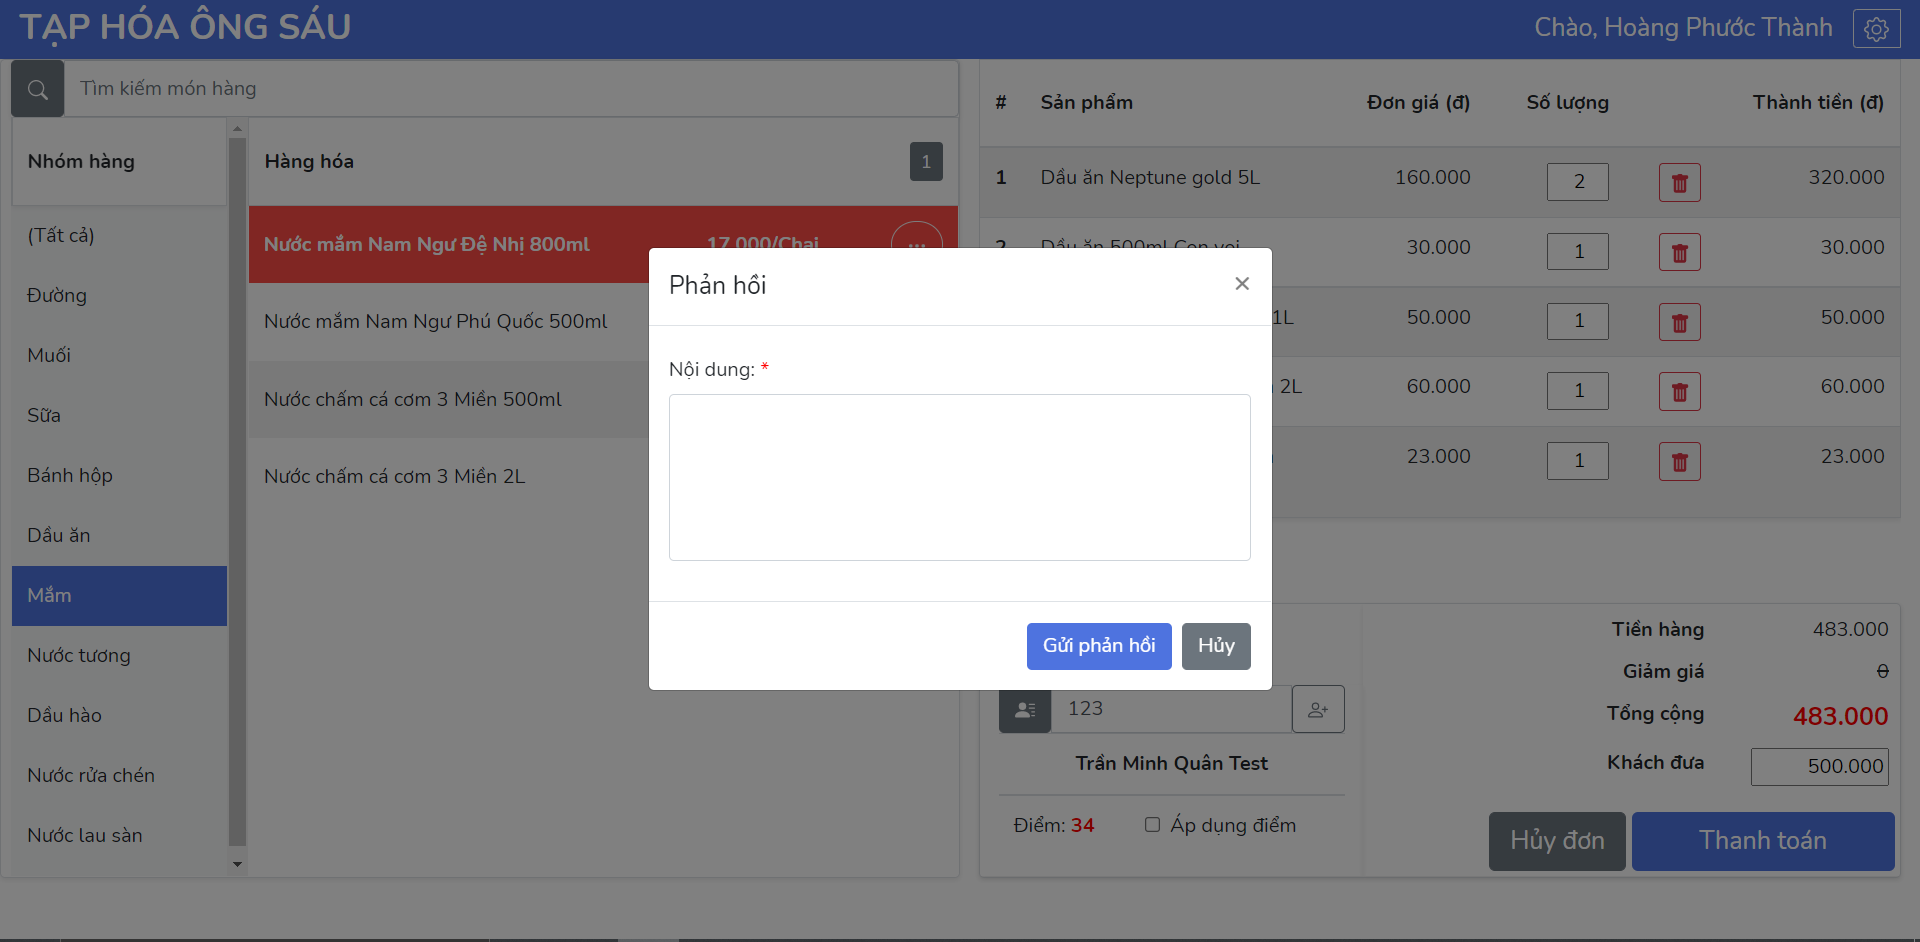 TẠP HÓA ÔNG SÁU
Chào, Hoàng Phước Thành
Tìm kiếm món hàng
Nhóm hàng
(Tất cả)
Đường
Muối
Sữa
Bánh hộp
Dầu ăn
Mắm
Nước tương
Dầu hào
Nước rửa chén
Nước lau sàn
Hàng hóa 1
Nước mắm Nam Ngư Đệ Nhị 800ml 17.000/Chai ...
Nước mắm Nam Ngư Phú Quốc 500ml
Nước chấm cá cơm 3 Miền 500ml
Nước chấm cá cơm 3 Miền 2L
# Sản phẩm Đơn giá (đ) Số lượng Thành tiền (đ)
1 Dầu ăn Neptune gold 5L 160.000 2 320.000
2 Dầu ăn 500ml Con voi 30.000 1 30.000
1L 50.000 1 50.000
2L 60.000 1 60.000
23.000 1 23.000
Phản hồi
×
Nội dung: *
Gửi phản hồi Hủy
123
Trần Minh Quân Test
Điểm: 34 Áp dụng điểm
Tiền hàng 483.000
Giảm giá 0
Tổng cộng 483.000
Khách đưa 500.000
Hủy đơn Thanh toán